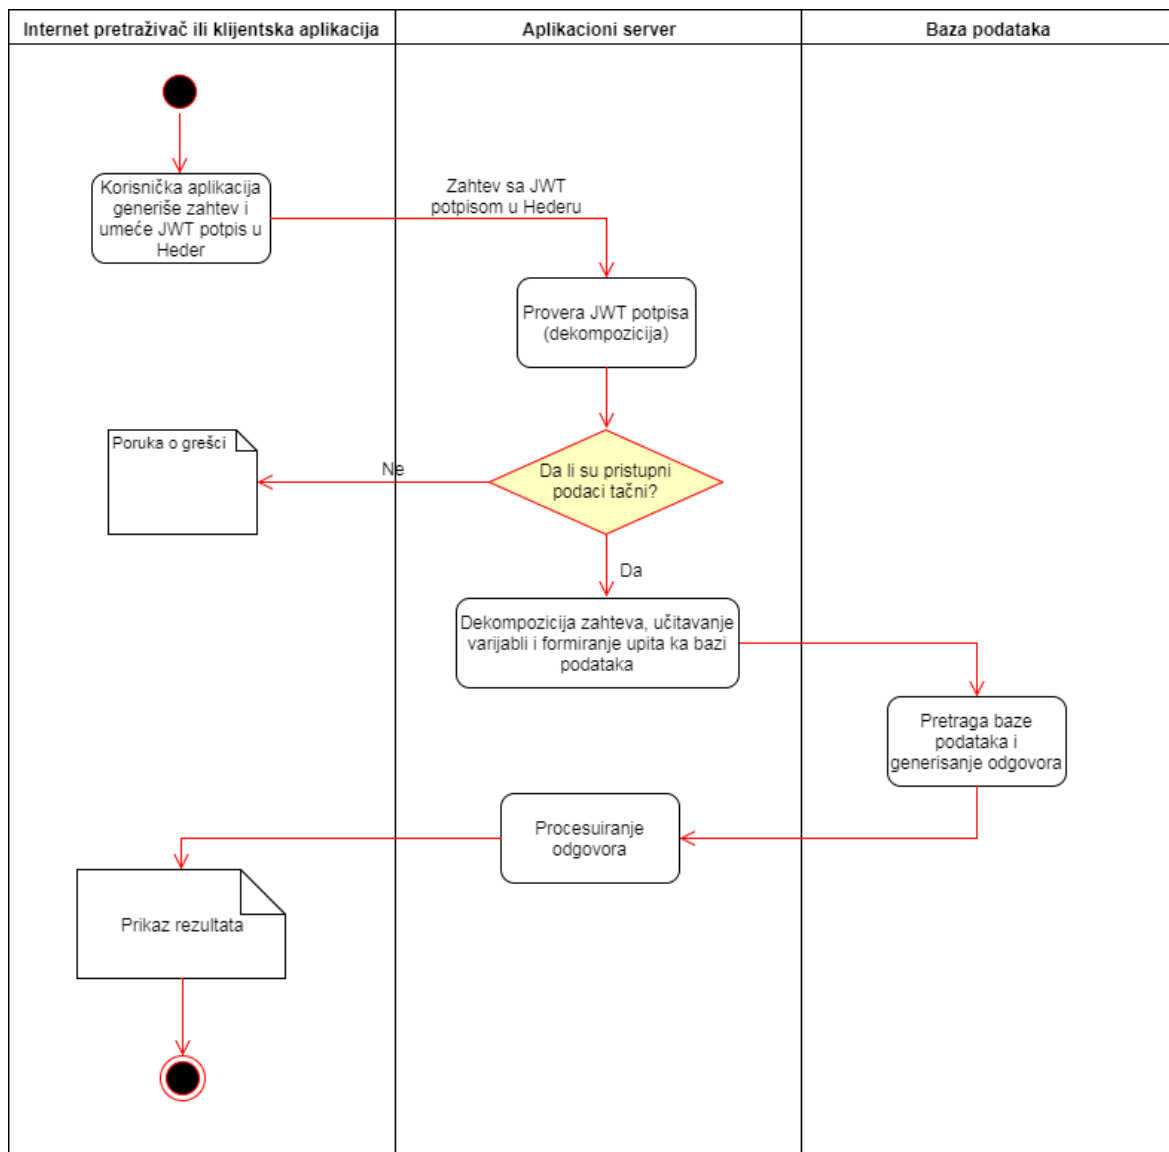 Internet pretraživač ili klijentska aplikacija
Aplikacioni server
Baza podataka
Korisnička aplikacija
generiše zahtev i
umeće JWT potpis u
Heder
Zahtev sa JWT
potpisom u Hederu
Provera JWT potpisa
(dekompozicija)
Poruka o grešci
Ne
Da li su pristupni
podaci tačni?
Da
Dekompozicija zahteva, učitavanje
varijabli i formiranje upita ka bazi
podataka
Pretraga baze
podataka i
generisanje odgovora
Procesuiranje
odgovora
Prikaz rezultata